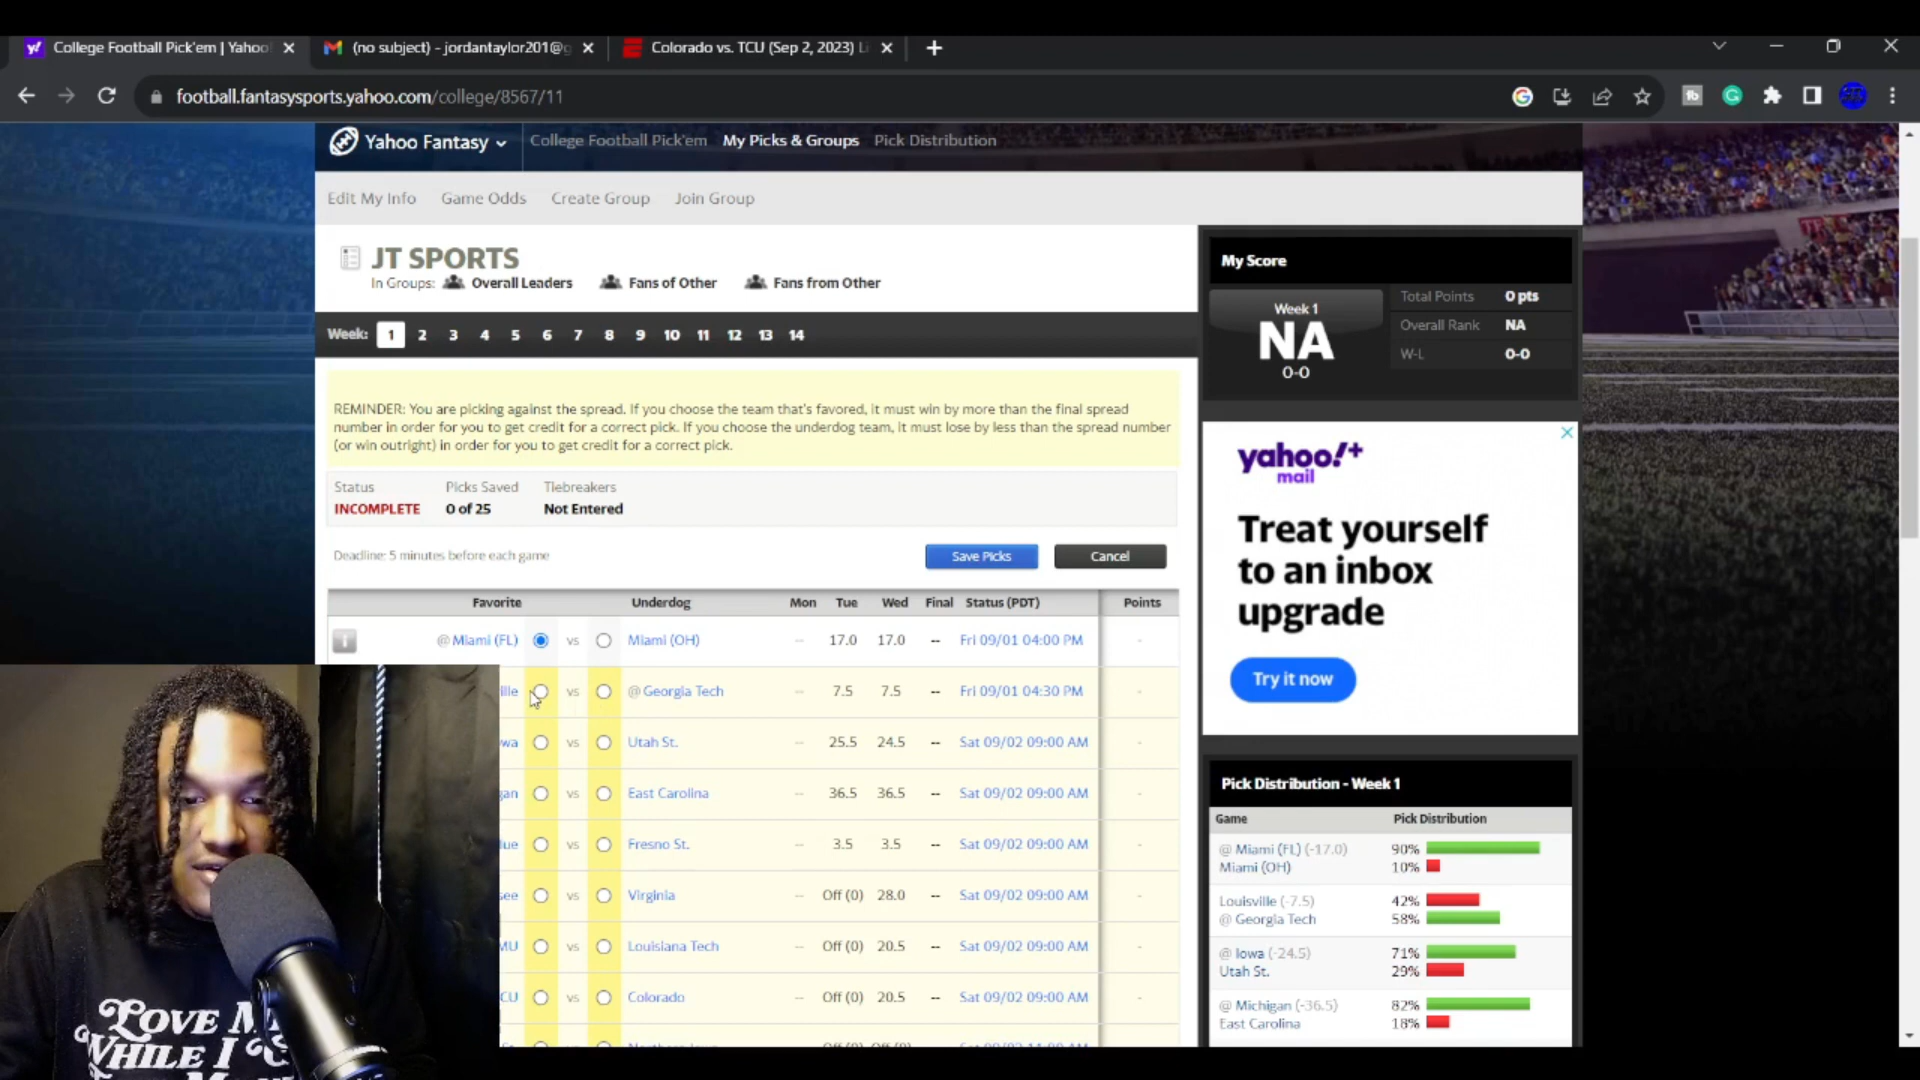 College Football Pick'em | Yahoo
(no subject) - jordantaylor201@g
Colorado vs. TCU (Sep 2, 2023) Li
football.fantasysports.yahoo.com/college/8567/11
Yahoo Fantasy College Football Pick'em My Picks & Groups Pick Distribution
Edit My Info Game Odds Create Group Join Group
JT SPORTS
In Groups: Overall Leaders Fans of Other Fans from Other
Week: 1 2 3 4 5 6 7 8 9 10 11 12 13 14
REMINDER: You are picking against the spread. If you choose the team that's favored, it must win by more than the final spread
number in order for you to get credit for a correct pick. If you choose the underdog team, it must lose by less than the spread number
(or win outright) in order for you to get credit for a correct pick.
Status Picks Saved Tiebreakers
INCOMPLETE 0 of 25 Not Entered
Deadline: 5 minutes before each game Save Picks Cancel
Favorite Underdog Mon Tue Wed Final Status (PDT) Points
@ Miami (FL) vs Miami (OH) -- 17.0 17.0 -- Fri 09/01 04:00 PM -
ille vs @ Georgia Tech -- 7.5 7.5 -- Fri 09/01 04:30 PM -
wa vs Utah St. -- 25.5 24.5 -- Sat 09/02 09:00 AM -
gan vs East Carolina -- 36.5 36.5 -- Sat 09/02 09:00 AM -
lue vs Fresno St. -- 3.5 3.5 -- Sat 09/02 09:00 AM -
see vs Virginia -- Off (0) 28.0 -- Sat 09/02 09:00 AM -
MU vs Louisiana Tech -- Off (0) 20.5 -- Sat 09/02 09:00 AM -
CU vs Colorado -- Off (0) 20.5 -- Sat 09/02 09:00 AM -
My Score
Week 1
NA
0-0
Total Points 0 pts
Overall Rank NA
W-L 0-0
yahoo!+
mail
Treat yourself
to an inbox
upgrade
Try it now
Pick Distribution - Week 1
Game Pick Distribution
@ Miami (FL) (-17.0) 90%
Miami (OH) 10%
Louisville (-7.5) 42%
@ Georgia Tech 58%
@ Iowa (-24.5) 71%
Utah St. 29%
@ Michigan (-36.5) 82%
East Carolina 18%
LOVE M
WHILE I